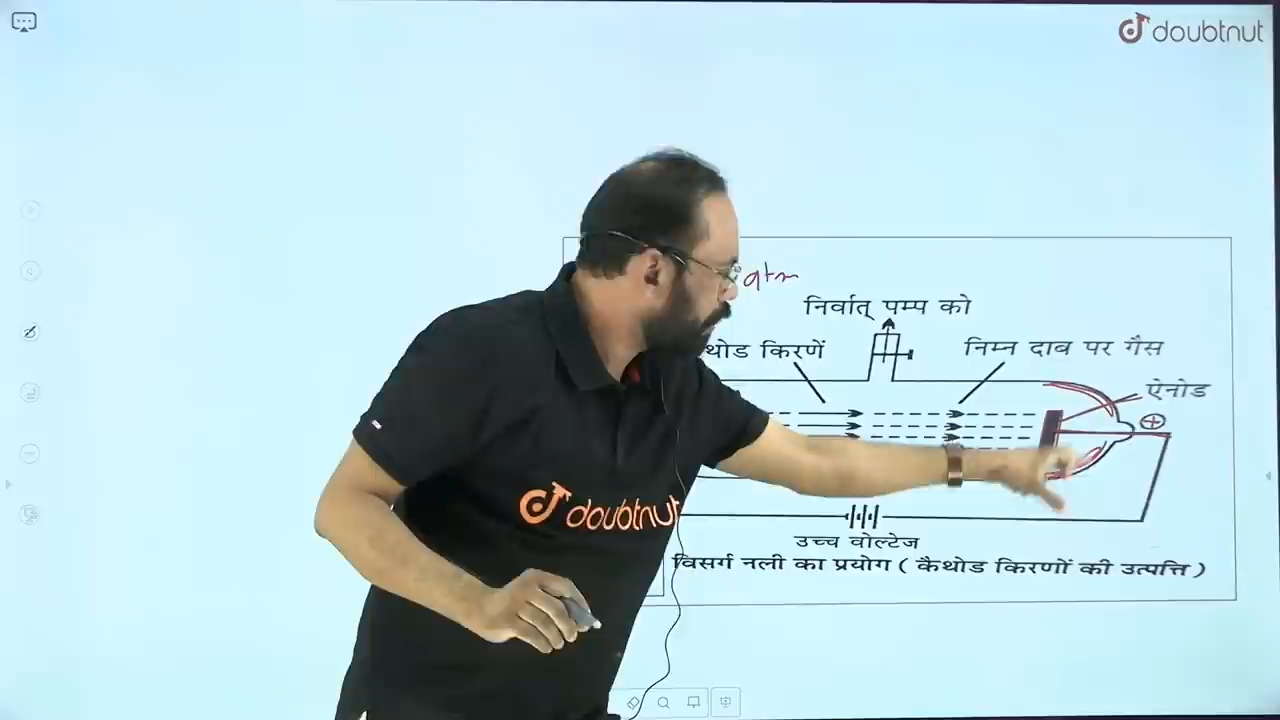 doubtnut
atm
निर्वात् पम्प को
थोड किरणें
निम्न दाब पर गैस
ऐनोड
+
doubtnut
उच्च वोल्टेज
विसर्ग नली का प्रयोग ( कैथोड किरणों की उत्पत्ति )